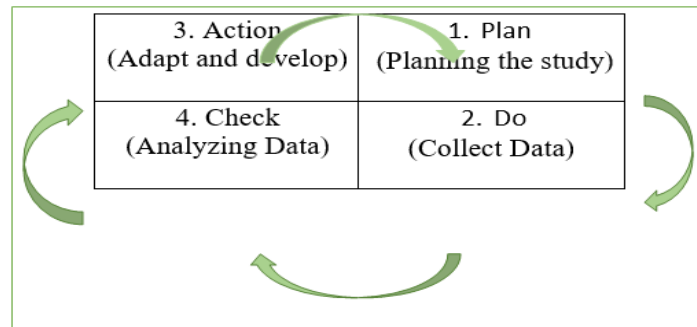 3. Action
(Adapt and develop)
1. Plan
(Planning the study)
4. Check
(Analyzing Data)
2. Do
(Collect Data)